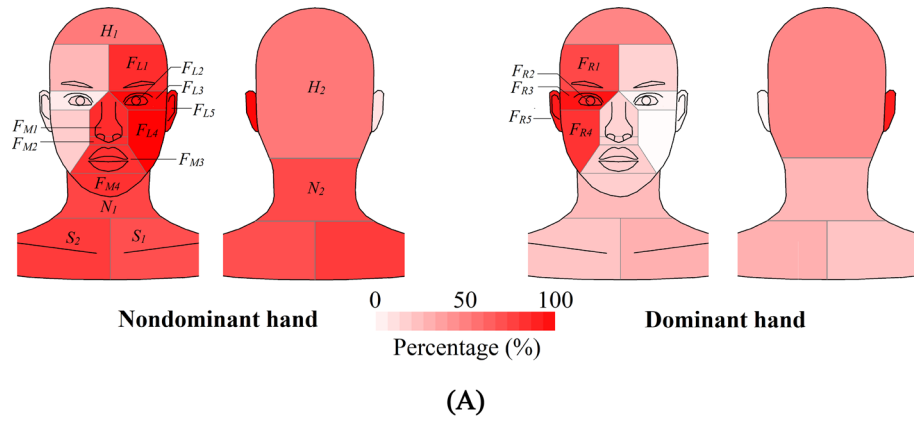 H1
FL1
FL2
FL3
FL5
FM1
FL4
FM2
FM3
FM4
N1
S2
S1
H2
N2
FR1
FR2
FR3
FR5
FR4
Nondominant hand
0 50 100
Percentage (%)
Dominant hand
(A)